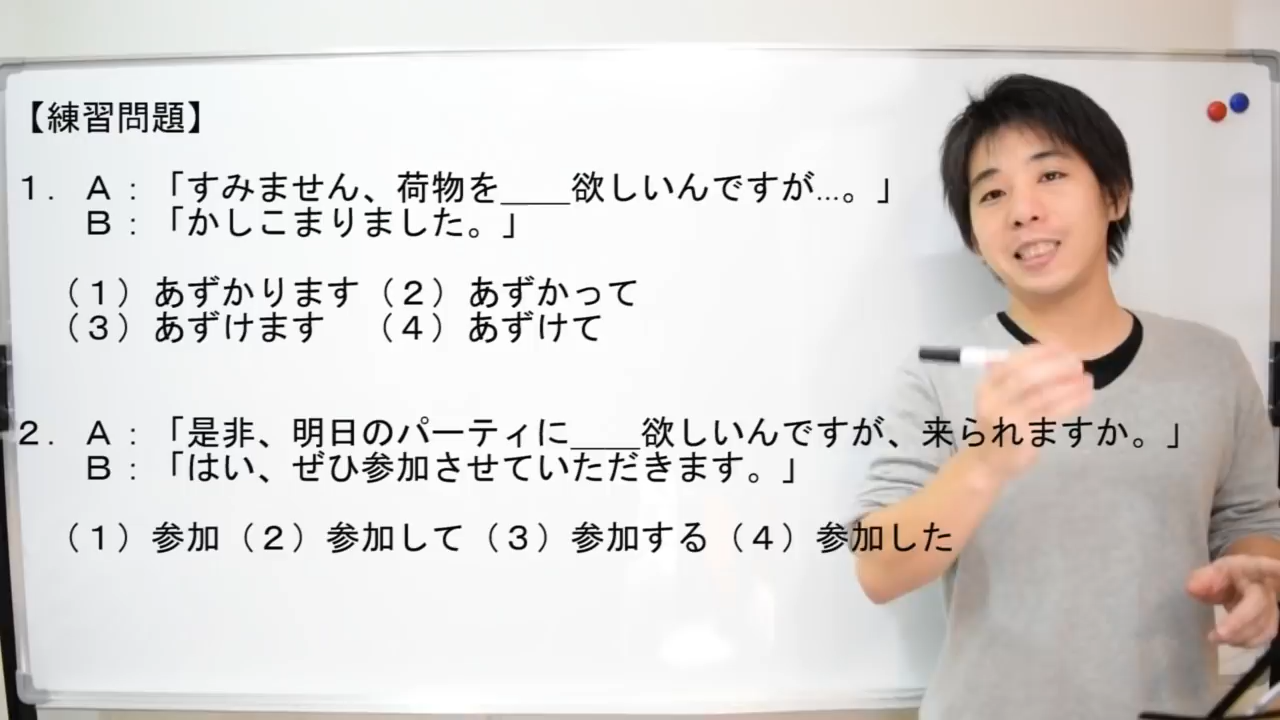 【練習問題】
１．Ａ：「すみません、荷物を＿＿欲しいんですが…。」
Ｂ：「かしこまりました。」
（１）あずかります（２）あずかって
（３）あずけます　（４）あずけて
２．Ａ：「是非、明日のパーティに＿＿欲しいんですが、来られますか。」
Ｂ：「はい、ぜひ参加させていただきます。」
（１）参加（２）参加して（３）参加する（４）参加した